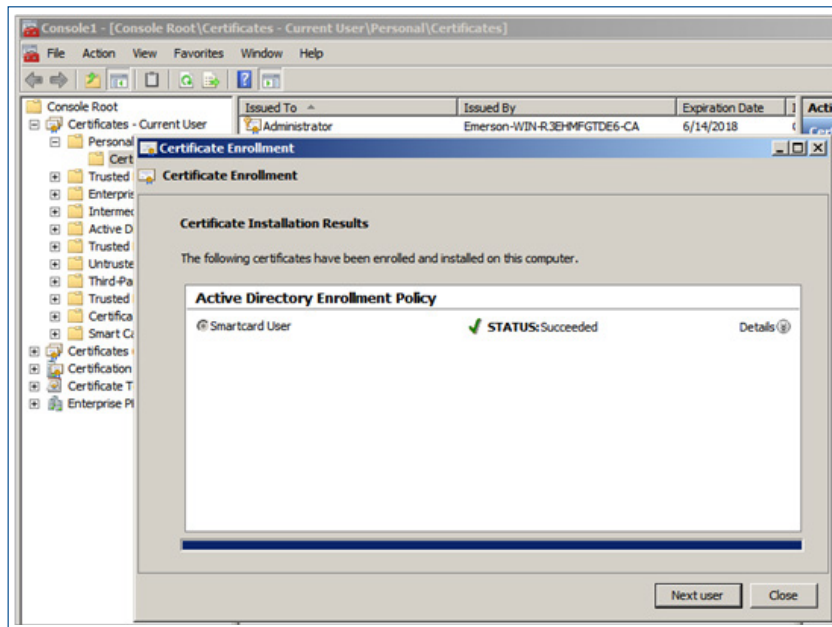 Console1 - [Console Root\Certificates - Current User\Personal\Certificates]
File Action View Favorites Window Help
Console Root
Issued To Issued By Expiration Date Acti
Certificates - Current User
Administrator Emerson-WIN-R3EHMFGTDE6-CA 6/14/2018
Personal
Cert
Trusted
Enterpris
Intermed
Active D
Trusted
Untruste
Third-Pa
Trusted
Certifica
Smart Ca
Certificates
Certification
Certificate T
Enterprise PK
Certificate Enrollment
Certificate Enrollment
Certificate Installation Results
The following certificates have been enrolled and installed on this computer.
Active Directory Enrollment Policy
Smartcard User STATUS: Succeeded Details
Next user Close